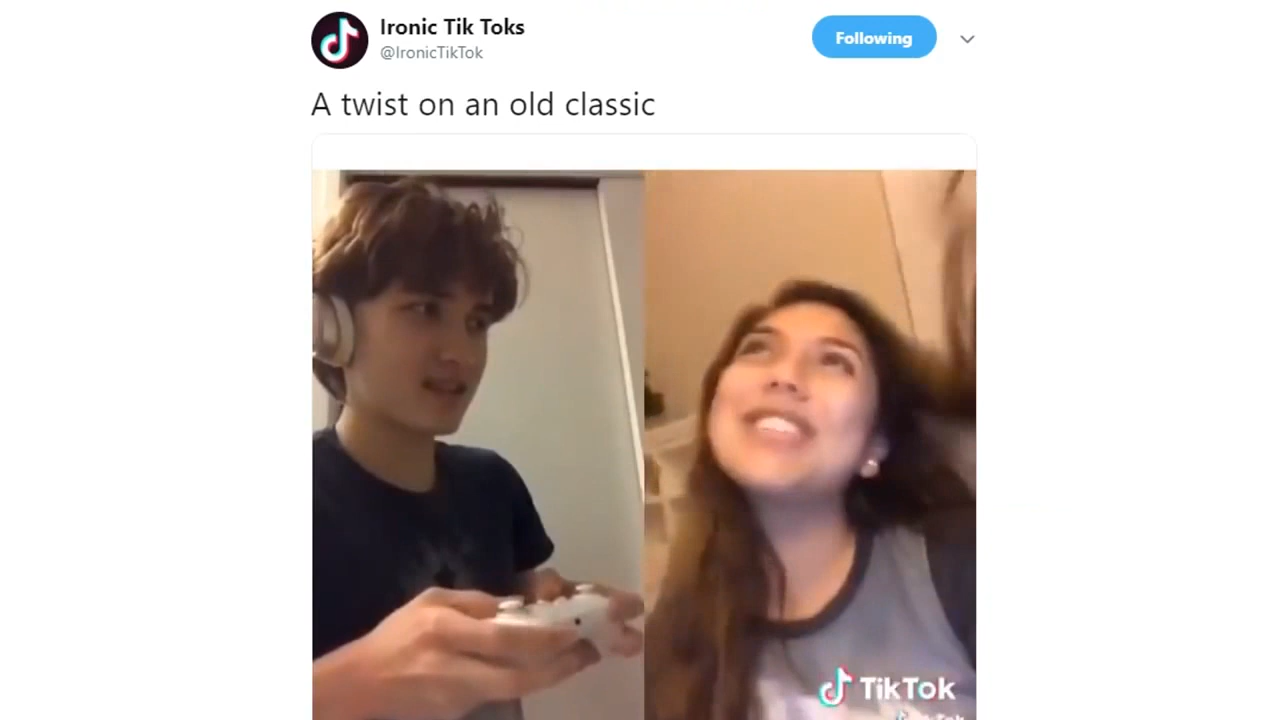 Ironic Tik Toks
@IronicTikTok
Following
A twist on an old classic
TikTok